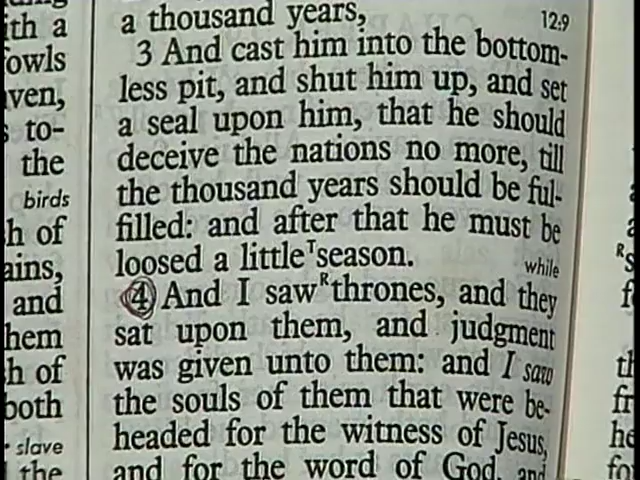 ith a
owls
ven,
to-
the
birds
h of
ains,
and
hem
h of
both
slave
the
a thousand years,
12:9
3 And cast him into the bottom-
less pit, and shut him up, and set
a seal upon him, that he should
deceive the nations no more, till
the thousand years should be ful-
filled: and after that he must be
loosed a little Tseason.
while
4 And I saw Rthrones, and they
sat upon them, and judgment
was given unto them: and I saw
the souls of them that were be-
headed for the witness of Jesus,
and for the word of God, and